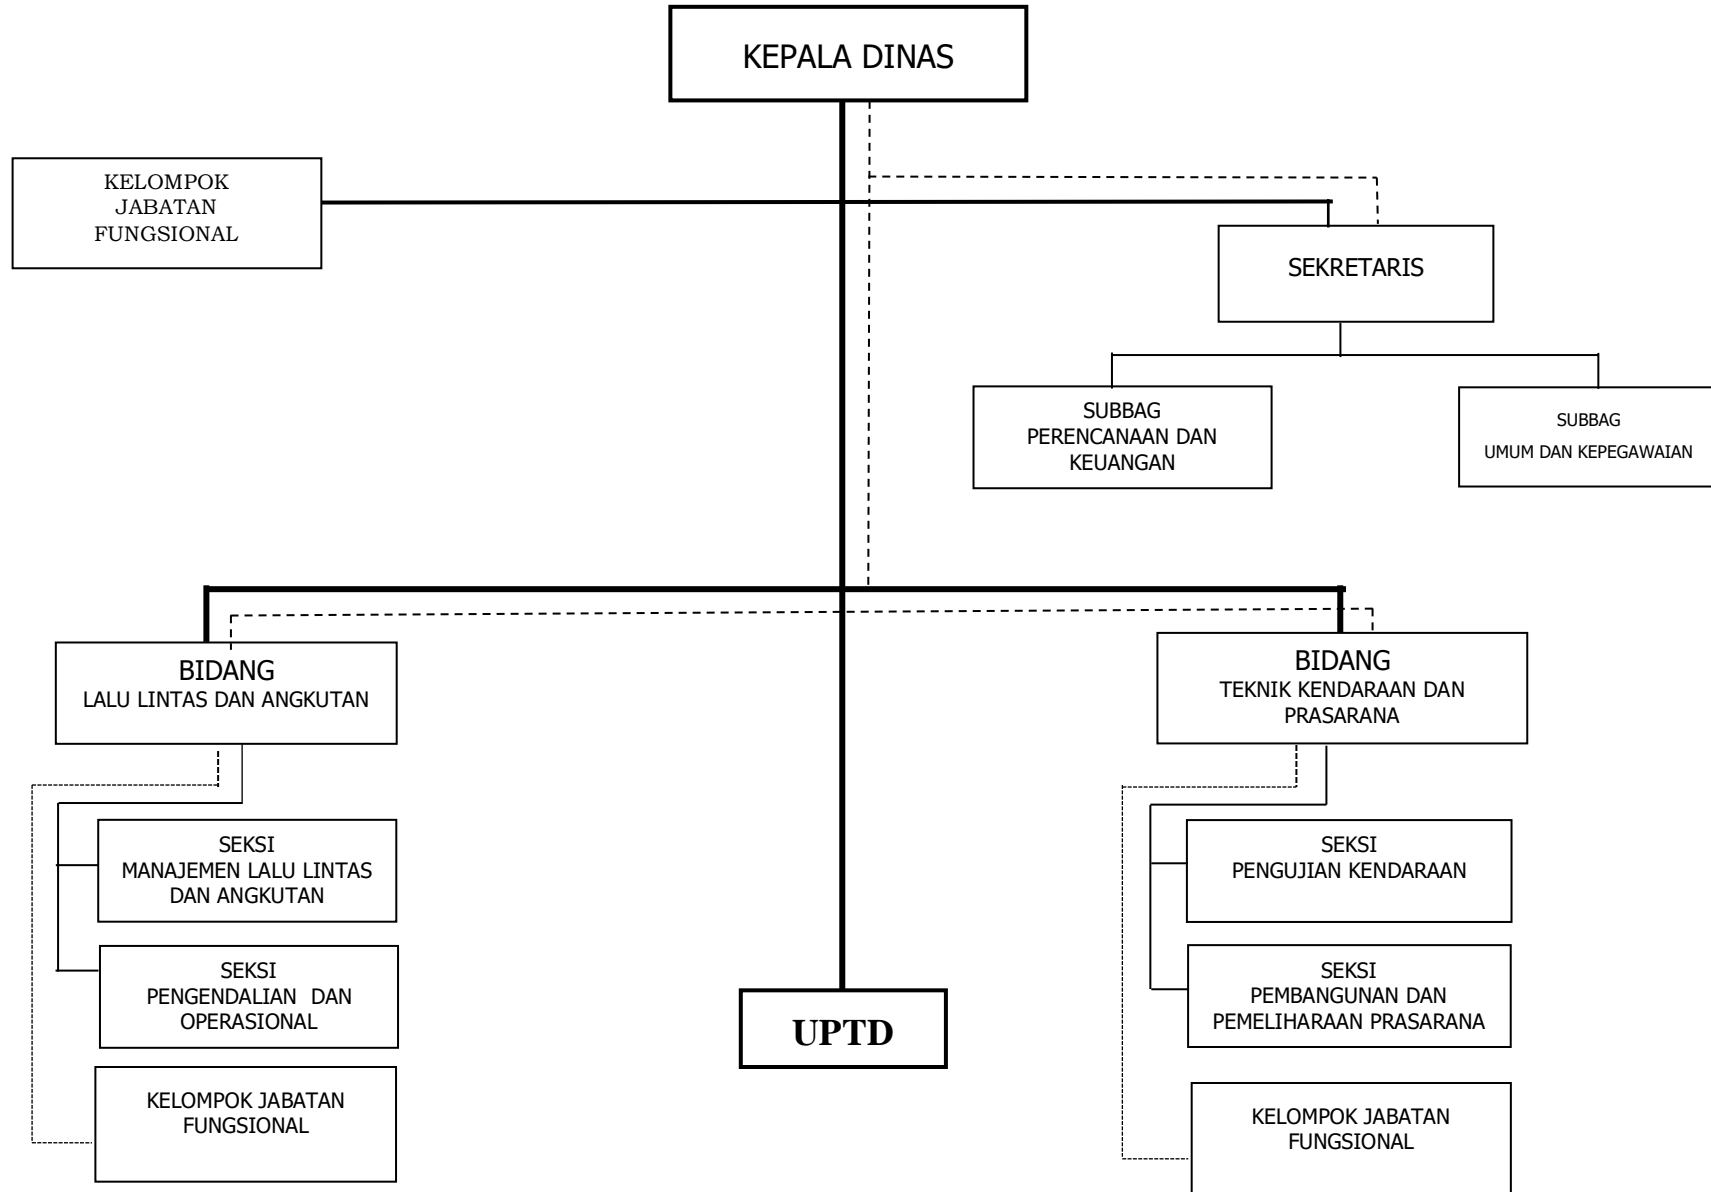 KEPALA DINAS
KELOMPOK
JABATAN
FUNGSIONAL
SEKRETARIS
SUBBAG
PERENCANAAN DAN
KEUANGAN
SUBBAG
UMUM DAN KEPEGAWAIAN
BIDANG
LALU LINTAS DAN ANGKUTAN
BIDANG
TEKNIK KENDARAAN DAN
PRASARANA
SEKSI
MANAJEMEN LALU LINTAS
DAN ANGKUTAN
SEKSI
PENGENDALIAN  DAN
OPERASIONAL
KELOMPOK JABATAN
FUNGSIONAL
UPTD
SEKSI
PENGUJIAN KENDARAAN
SEKSI
PEMBANGUNAN DAN
PEMELIHARAAN PRASARANA
KELOMPOK JABATAN
FUNGSIONAL